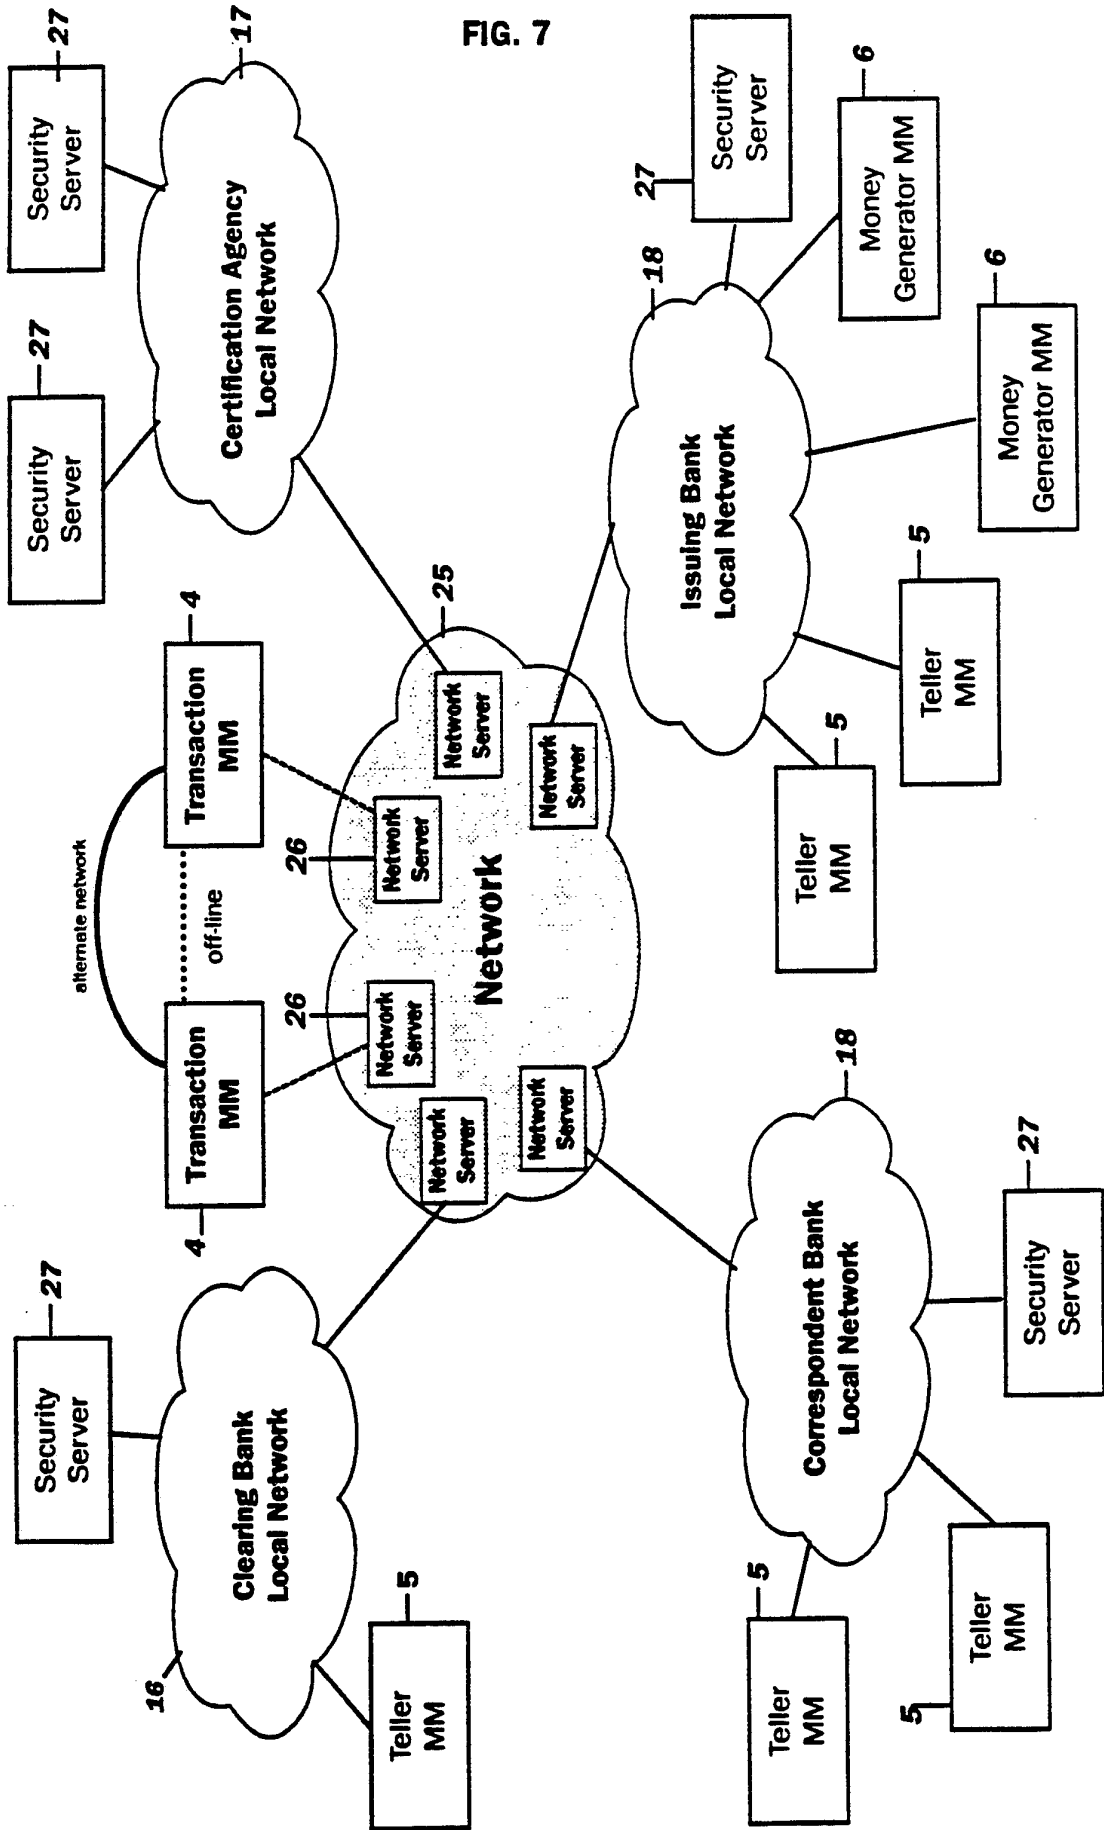 FIG. 7
Security
Server
27
Security
Server
27
17
Certification Agency
Local Network
alternate network
off-line
Transaction
MM
4
Transaction
MM
4
Security
Server
27
16
Clearing Bank
Local Network
Teller
MM
5
25
Network
26
26
Network
Server
Network
Server
Network
Server
Network
Server
Network
Server
Network
Server
18
Issuing Bank
Local Network
27
Security
Server
6
Money
Generator MM
6
Money
Generator MM
5
Teller
MM
5
Teller
MM
18
Correspondent Bank
Local Network
27
Security
Server
5
Teller
MM
5
Teller
MM